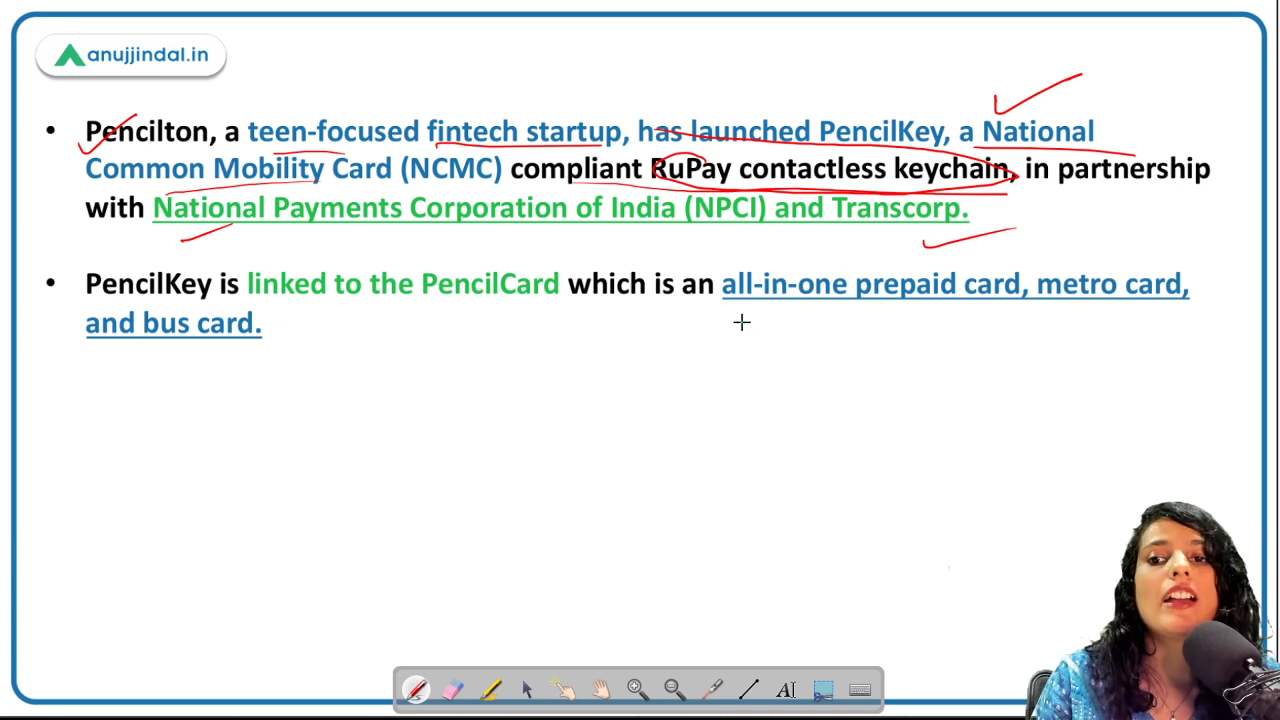 anujjindal.in
• Pencilton, a teen-focused fintech startup, has launched PencilKey, a National
Common Mobility Card (NCMC) compliant RuPay contactless keychain, in partnership
with National Payments Corporation of India (NPCI) and Transcorp.
• PencilKey is linked to the PencilCard which is an all-in-one prepaid card, metro card,
and bus card.
AI